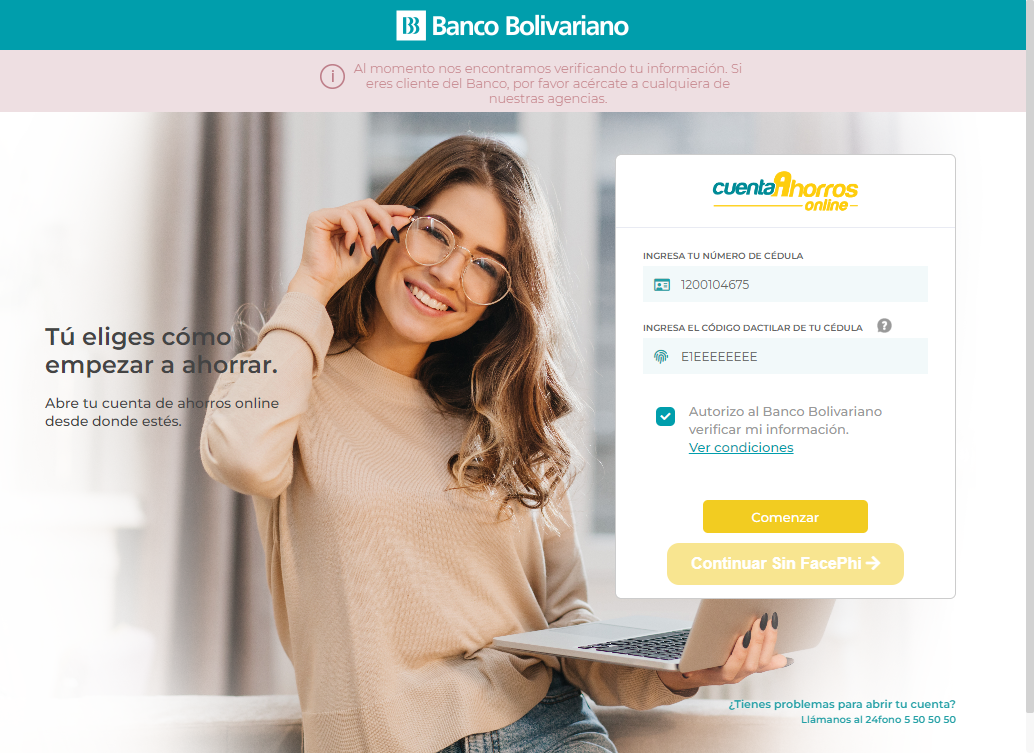 Banco Bolivariano
Al momento nos encontramos verificando tu información. Si
eres cliente del Banco, por favor acércate a cualquiera de
nuestras agencias.
cuentaAhorros
online
INGRESA TU NÚMERO DE CÉDULA
1200104675
INGRESA EL CÓDIGO DACTILAR DE TU CÉDULA ?
E1EEEEEEEE
Tú eliges cómo
empezar a ahorrar.
Abre tu cuenta de ahorros online
desde donde estés.
Autorizo al Banco Bolivariano
verificar mi información.
Ver condiciones
Comenzar
Continuar Sin FacePhi
¿Tienes problemas para abrir tu cuenta?
Llámanos al 24fono 5 50 50 50